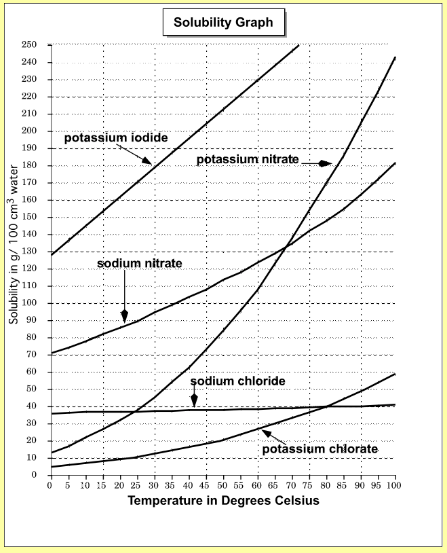 Solubility Graph
250
240
230
220
210
200
190
180
170
160
150
140
130
120
110
100
90
80
70
60
50
40
30
20
10
0
Solubility in g/ 100 cm³ water
potassium iodide
potassium nitrate
sodium nitrate
sodium chloride
potassium chlorate
0 5 10 15 20 25 30 35 40 45 50 55 60 65 70 75 80 85 90 95 100
Temperature in Degrees Celsius